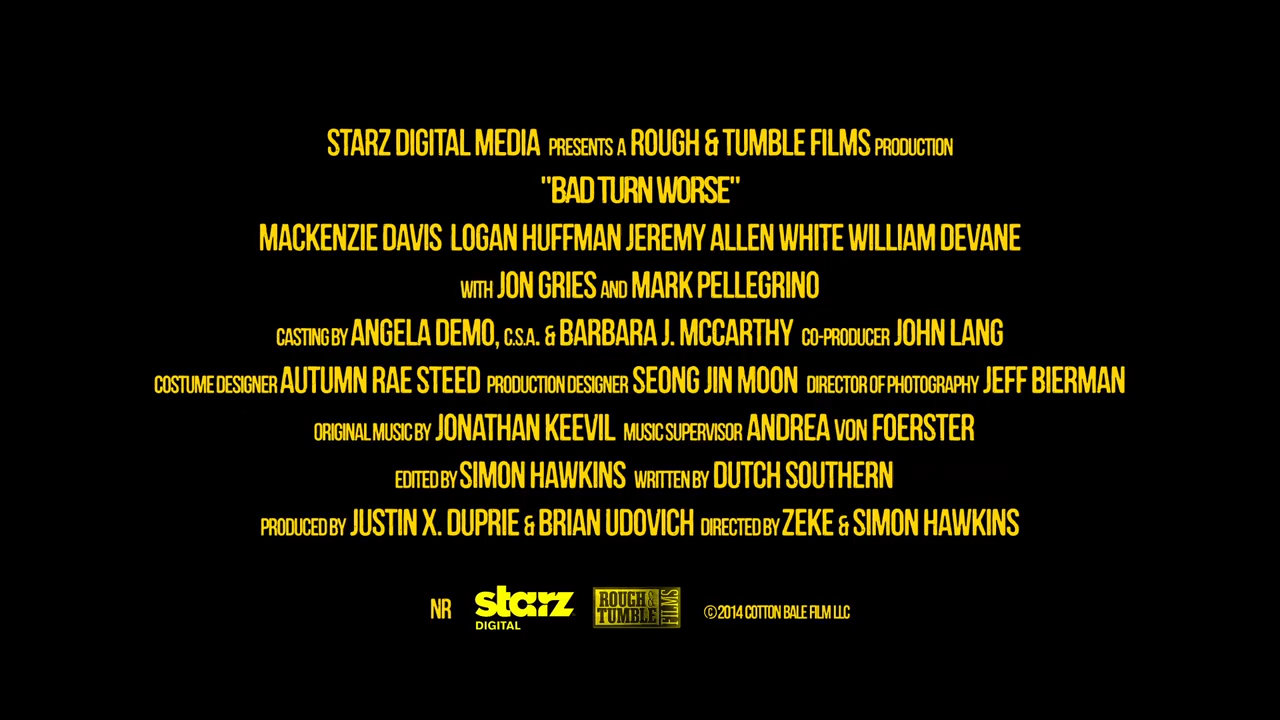 STARZ DIGITAL MEDIA PRESENTS A ROUGH & TUMBLE FILMS PRODUCTION
"BAD TURN WORSE"
MACKENZIE DAVIS LOGAN HUFFMAN JEREMY ALLEN WHITE WILLIAM DEVANE
WITH JON GRIES AND MARK PELLEGRINO
CASTING BY ANGELA DEMO, C.S.A. & BARBARA J. MCCARTHY CO-PRODUCER JOHN LANG
COSTUME DESIGNER AUTUMN RAE STEED PRODUCTION DESIGNER SEONG JIN MOON DIRECTOR OF PHOTOGRAPHY JEFF BIERMAN
ORIGINAL MUSIC BY JONATHAN KEEVIL MUSIC SUPERVISOR ANDREA VON FOERSTER
EDITED BY SIMON HAWKINS WRITTEN BY DUTCH SOUTHERN
PRODUCED BY JUSTIN X. DUPRIE & BRIAN UDOVICH DIRECTED BY ZEKE & SIMON HAWKINS
NR
starz
DIGITAL
ROUGH &
TUMBLE
FILMS
©2014 COTTON BALE FILM LLC